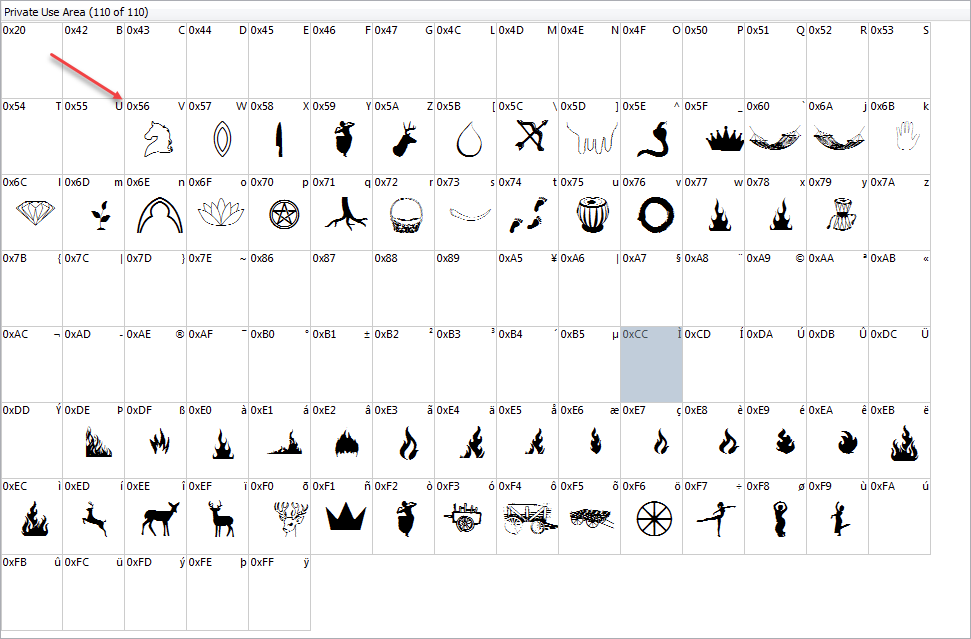 Private Use Area (110 of 110)
0x20 0x42 B 0x43 C 0x44 D 0x45 E 0x46 F 0x47 G 0x4C L 0x4D M 0x4E N 0x4F O 0x50 P 0x51 Q 0x52 R 0x53 S
0x54 T 0x55 U 0x56 V 0x57 W 0x58 X 0x59 Y 0x5A Z 0x5B [ 0x5C \ 0x5D ] 0x5E ^ 0x5F _ 0x60 ` 0x6A j 0x6B k
0x6C l 0x6D m 0x6E n 0x6F o 0x70 p 0x71 q 0x72 r 0x73 s 0x74 t 0x75 u 0x76 v 0x77 w 0x78 x 0x79 y 0x7A z
0x7B { 0x7C | 0x7D } 0x7E ~ 0x86 0x87 0x88 0x89 0xA5 ¥ 0xA6 ¦ 0xA7 § 0xA8 ¨ 0xA9 © 0xAA ª 0xAB «
0xAC ¬ 0xAD - 0xAE ® 0xAF ¯ 0xB0 ° 0xB1 ± 0xB2 ² 0xB3 ³ 0xB4 ´ 0xB5 µ 0xCC Ì 0xCD Í 0xDA Ú 0xDB Û 0xDC Ü
0xDD Ý 0xDE Þ 0xDF ß 0xE0 à 0xE1 á 0xE2 â 0xE3 ã 0xE4 ä 0xE5 å 0xE6 æ 0xE7 ç 0xE8 è 0xE9 é 0xEA ê 0xEB ë
0xEC ì 0xED í 0xEE î 0xEF ï 0xF0 ð 0xF1 ñ 0xF2 ò 0xF3 ó 0xF4 ô 0xF5 õ 0xF6 ö 0xF7 ÷ 0xF8 ø 0xF9 ù 0xFA ú
0xFB û 0xFC ü 0xFD ý 0xFE þ 0xFF ÿ